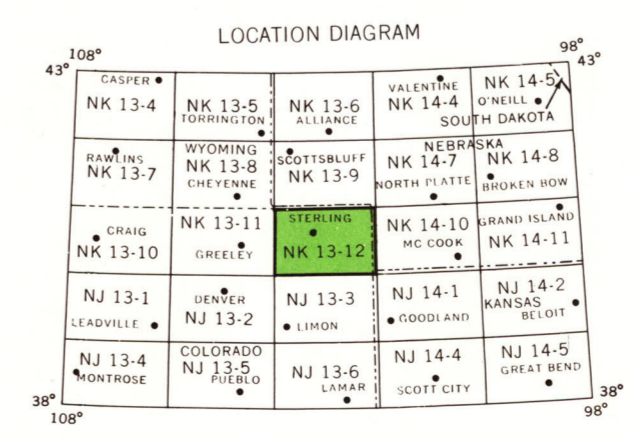 LOCATION DIAGRAM
108°
98°
43°
43°
CASPER
NK 13-4
NK 13-5
TORRINGTON
NK 13-6
ALLIANCE
VALENTINE
NK 14-4
NK 14-5
O'NEILL
SOUTH DAKOTA
RAWLINS
NK 13-7
WYOMING
NK 13-8
CHEYENNE
SCOTTSBLUFF
NK 13-9
NEBRASKA
NK 14-7
NORTH PLATTE
NK 14-8
BROKEN BOW
CRAIG
NK 13-10
NK 13-11
GREELEY
STERLING
NK 13-12
NK 14-10
MC COOK
GRAND ISLAND
NK 14-11
NJ 13-1
LEADVILLE
DENVER
NJ 13-2
NJ 13-3
LIMON
NJ 14-1
GOODLAND
NJ 14-2
KANSAS
BELOIT
NJ 13-4
MONTROSE
COLORADO
NJ 13-5
PUEBLO
NJ 13-6
LAMAR
NJ 14-4
SCOTT CITY
NJ 14-5
GREAT BEND
38°
38°
108°
98°